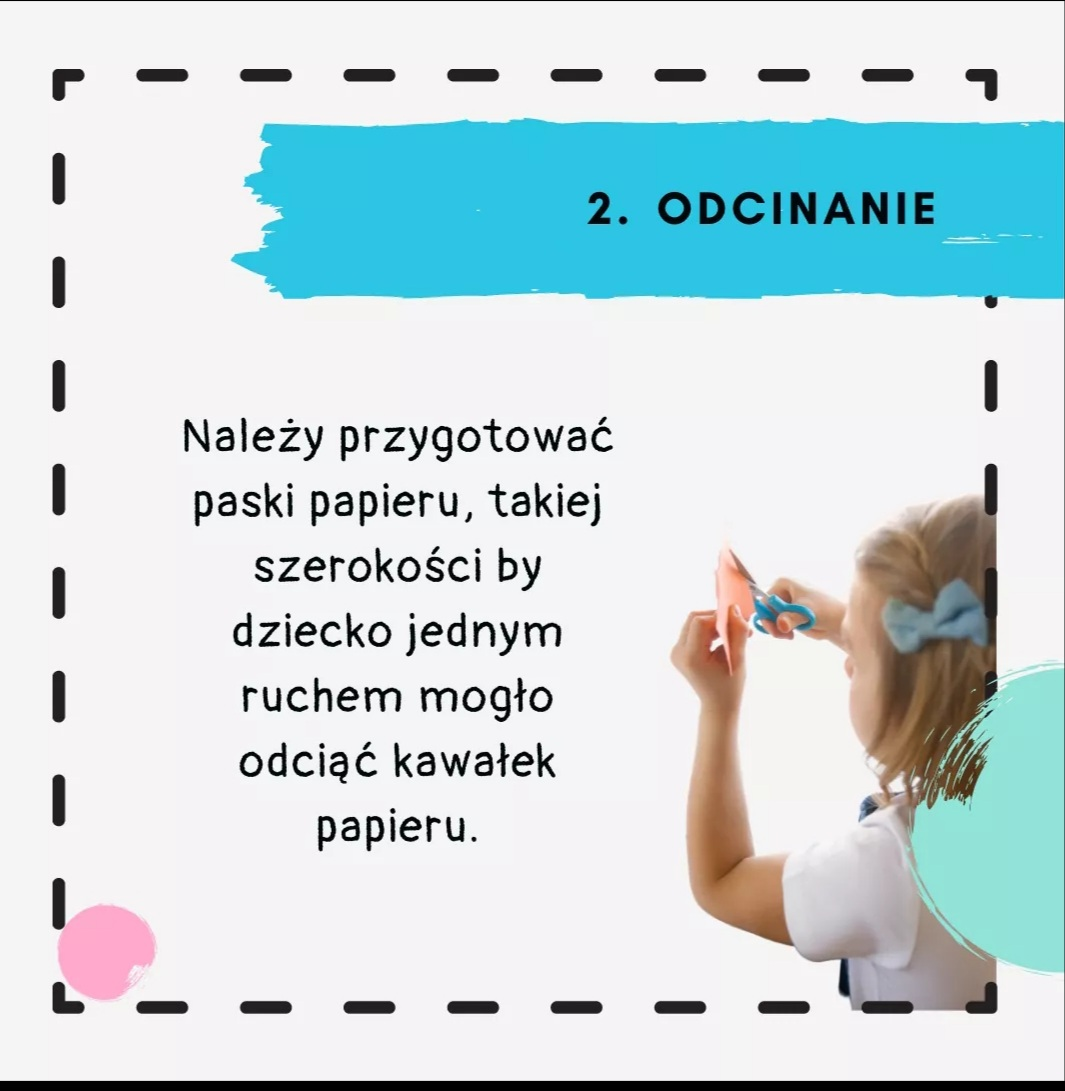 2. ODCINANIE
Należy przygotować
paski papieru, takiej
szerokości by
dziecko jednym
ruchem mogło
odciąć kawałek
papieru.